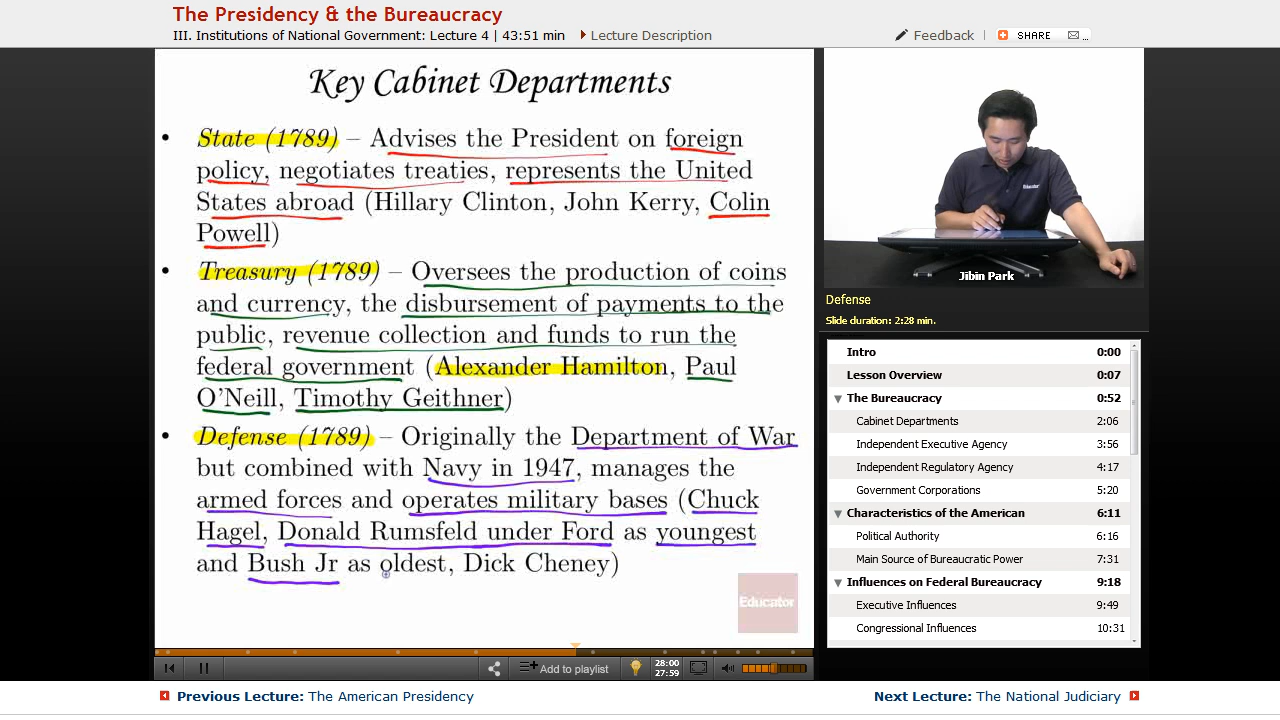 The Presidency & the Bureaucracy
III. Institutions of National Government: Lecture 4 | 43:51 min
Lecture Description
Feedback
SHARE
Key Cabinet Departments
• State (1789) – Advises the President on foreign
policy, negotiates treaties, represents the United
States abroad (Hillary Clinton, John Kerry, Colin
Powell)
• Treasury (1789) – Oversees the production of coins
and currency, the disbursement of payments to the
public, revenue collection and funds to run the
federal government (Alexander Hamilton, Paul
O'Neill, Timothy Geithner)
• Defense (1789) – Originally the Department of War
but combined with Navy in 1947, manages the
armed forces and operates military bases (Chuck
Hagel, Donald Rumsfeld under Ford as youngest
and Bush Jr as oldest, Dick Cheney)
Educator
Educator
Jibin Park
Defense
Slide duration: 2:28 min.
Intro 0:00
Lesson Overview 0:07
The Bureaucracy 0:52
Cabinet Departments 2:06
Independent Executive Agency 3:56
Independent Regulatory Agency 4:17
Government Corporations 5:20
Characteristics of the American 6:11
Political Authority 6:16
Main Source of Bureaucratic Power 7:31
Influences on Federal Bureaucracy 9:18
Executive Influences 9:49
Congressional Influences 10:31
Add to playlist
28:00
27:59
Previous Lecture: The American Presidency
Next Lecture: The National Judiciary